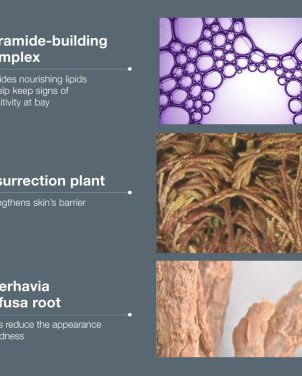 ramide-building
mplex
ides nourishing lipids
elp keep signs of
sitivity at bay
surrection plant
ngthens skin's barrier
erhavia
fusa root
s reduce the appearance
dness